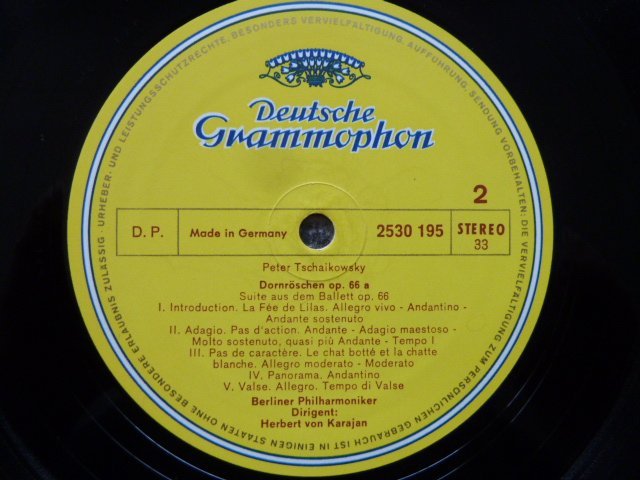 URHEBER- UND LEISTUNGSSCHUTZRECHTE, BESONDERS VERVIELFÄLTIGUNG, AUFFÜHRUNG, SENDUNG VORBEHALTEN; DIE VERVIELFÄLTIGUNG ZUM PERSÖNLICHEN GEBRAUCH IST IN EINIGEN STAATEN OHNE BESONDERE ERLAUBNIS ZULÄSSIG ·
Deutsche
Grammophon
2
D. P.
Made in Germany
2530 195
STEREO
33
Peter Tschaikowsky
Dornröschen op. 66 a
Suite aus dem Ballett op. 66
I. Introduction. La Fée de Lilas. Allegro vivo - Andantino -
Andante sostenuto
II. Adagio. Pas d'action. Andante - Adagio maestoso -
Molto sostenuto, quasi più Andante - Tempo I
III. Pas de caractère. Le chat botté et la chatte
blanche. Allegro moderato - Moderato
IV. Panorama. Andantino
V. Valse. Allegro. Tempo di Valse
Berliner Philharmoniker
Dirigent:
Herbert von Karajan